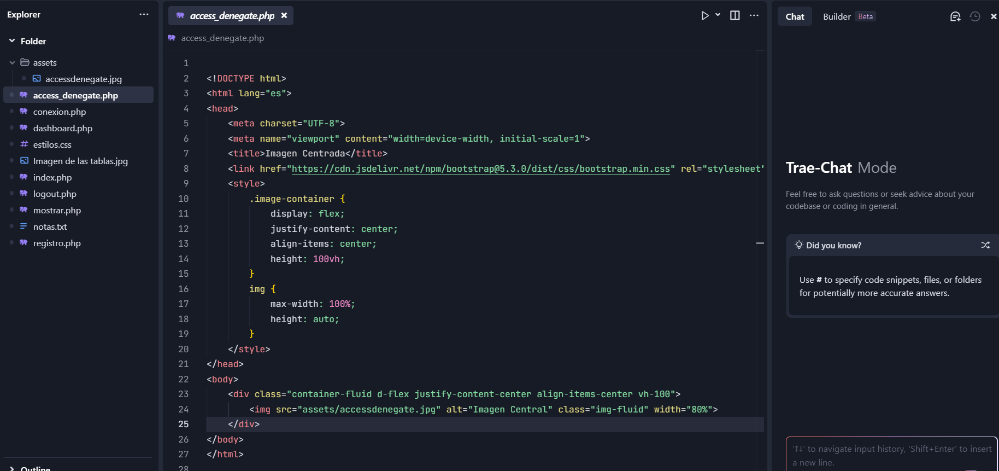 Explorer
Folder
assets
accessdenegate.jpg
access_denegate.php
conexion.php
dashboard.php
estilos.css
Imagen de las tablas.jpg
index.php
logout.php
mostrar.php
notas.txt
registro.php
Outline
access_denegate.php
access_denegate.php
1
2 <!DOCTYPE html>
3 <html lang="es">
4 <head>
5     <meta charset="UTF-8">
6     <meta name="viewport" content="width=device-width, initial-scale=1">
7     <title>Imagen Centrada</title>
8     <link href="https://cdn.jsdelivr.net/npm/bootstrap@5.3.0/dist/css/bootstrap.min.css" rel="stylesheet"
9     <style>
10         .image-container {
11             display: flex;
12             justify-content: center;
13             align-items: center;
14             height: 100vh;
15         }
16         img {
17             max-width: 100%;
18             height: auto;
19         }
20     </style>
21 </head>
22 <body>
23     <div class="container-fluid d-flex justify-content-center align-items-center vh-100">
24         <img src="assets/accessdenegate.jpg" alt="Imagen Central" class="img-fluid" width="80%">
25     </div>
26 </body>
27 </html>
28
Chat
Builder Beta
Trae-Chat Mode
Feel free to ask questions or seek advice about your
codebase or coding in general.
Did you know?
Use # to specify code snippets, files, or folders
for potentially more accurate answers.
'↑↓' to navigate input history, 'Shift+Enter' to insert
a new line.